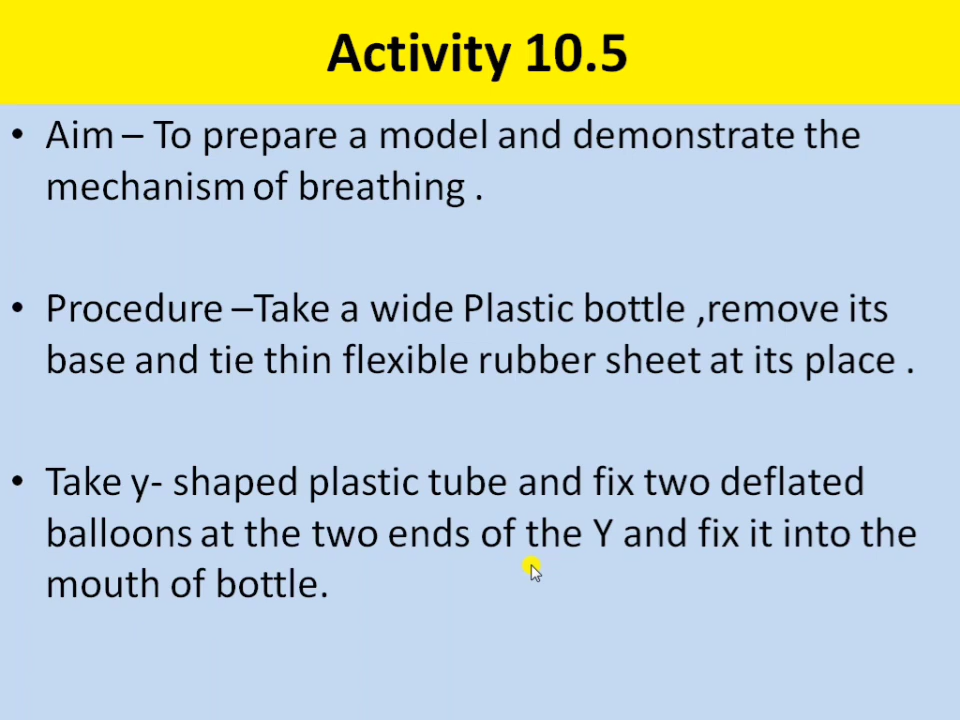 Activity 10.5
• Aim – To prepare a model and demonstrate the
mechanism of breathing .
• Procedure –Take a wide Plastic bottle ,remove its
base and tie thin flexible rubber sheet at its place .
• Take y- shaped plastic tube and fix two deflated
balloons at the two ends of the Y and fix it into the
mouth of bottle.